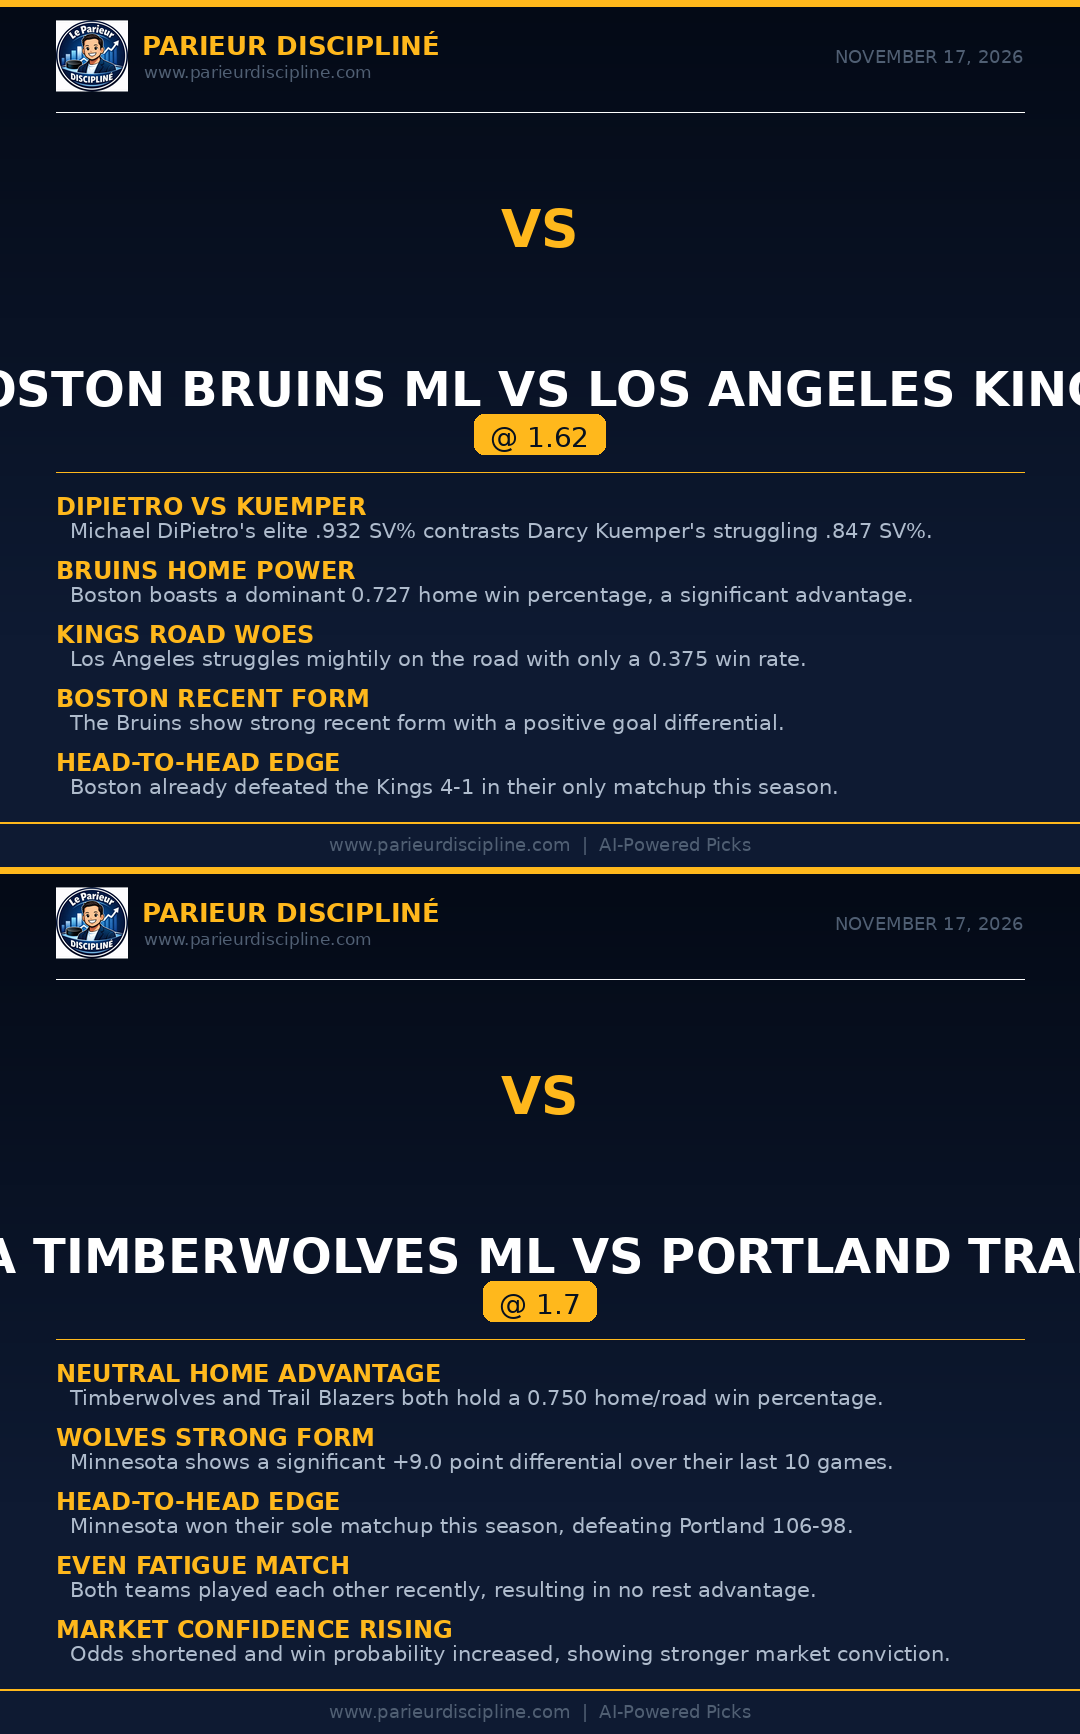 Le Parieur
DISCIPLINÉ
PARIEUR DISCIPLINÉ
www.parieurdiscipline.com
NOVEMBER 17, 2026
VS
OSTON BRUINS ML VS LOS ANGELES KING
@ 1.62
DIPIETRO VS KUEMPER
Michael DiPietro's elite .932 SV% contrasts Darcy Kuemper's struggling .847 SV%.
BRUINS HOME POWER
Boston boasts a dominant 0.727 home win percentage, a significant advantage.
KINGS ROAD WOES
Los Angeles struggles mightily on the road with only a 0.375 win rate.
BOSTON RECENT FORM
The Bruins show strong recent form with a positive goal differential.
HEAD-TO-HEAD EDGE
Boston already defeated the Kings 4-1 in their only matchup this season.
www.parieurdiscipline.com | AI-Powered Picks
Le Parieur
DISCIPLINÉ
PARIEUR DISCIPLINÉ
www.parieurdiscipline.com
NOVEMBER 17, 2026
VS
A TIMBERWOLVES ML VS PORTLAND TRAI
@ 1.7
NEUTRAL HOME ADVANTAGE
Timberwolves and Trail Blazers both hold a 0.750 home/road win percentage.
WOLVES STRONG FORM
Minnesota shows a significant +9.0 point differential over their last 10 games.
HEAD-TO-HEAD EDGE
Minnesota won their sole matchup this season, defeating Portland 106-98.
EVEN FATIGUE MATCH
Both teams played each other recently, resulting in no rest advantage.
MARKET CONFIDENCE RISING
Odds shortened and win probability increased, showing stronger market conviction.
www.parieurdiscipline.com | AI-Powered Picks